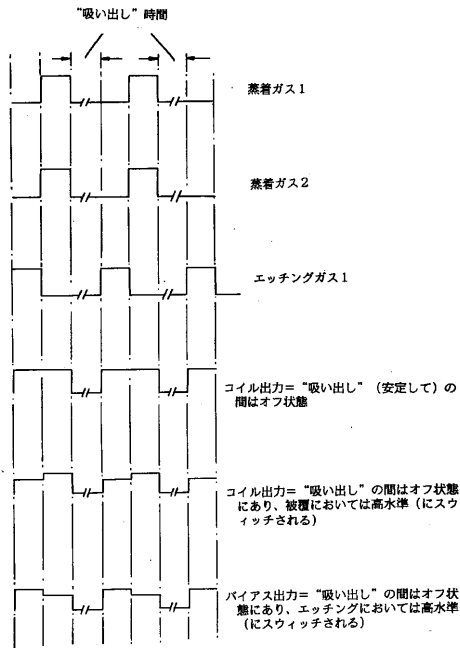 “吸い出し”時間
蒸着ガス1
蒸着ガス2
エッチングガス1
コイル出力=“吸い出し”(安定して)の
間はオフ状態
コイル出力=“吸い出し”の間はオフ状態
にあり、被覆においては高水準(にスウ
ィッチされる)
バイアス出力=“吸い出し”の間はオフ状
態にあり、エッチングにおいては高水準
(にスウィッチされる)